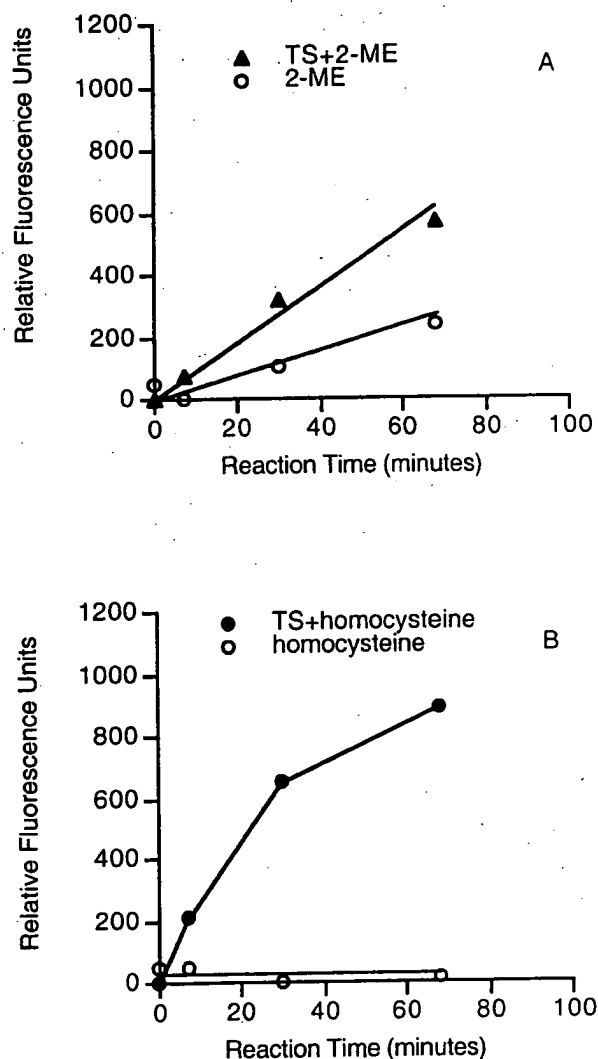 1200
▲ TS+2-ME
A
○ 2-ME
1000
800
600
400
200
0
0 20 40 60 80 100
Relative Fluorescence Units
Reaction Time (minutes)
1200
● TS+homocysteine
B
○ homocysteine
1000
800
600
400
200
0
0 20 40 60 80 100
Relative Fluorescence Units
Reaction Time (minutes)